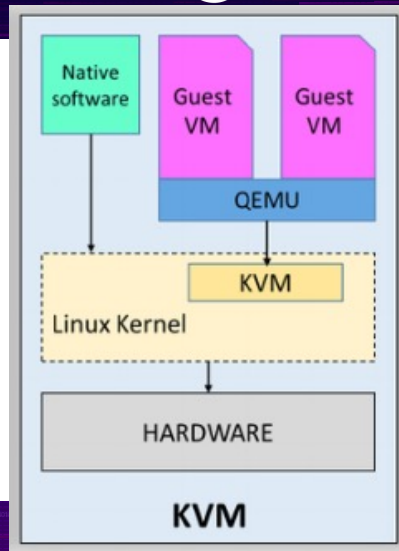 Native
software
Guest
VM
Guest
VM
QEMU
KVM
Linux Kernel
HARDWARE
KVM